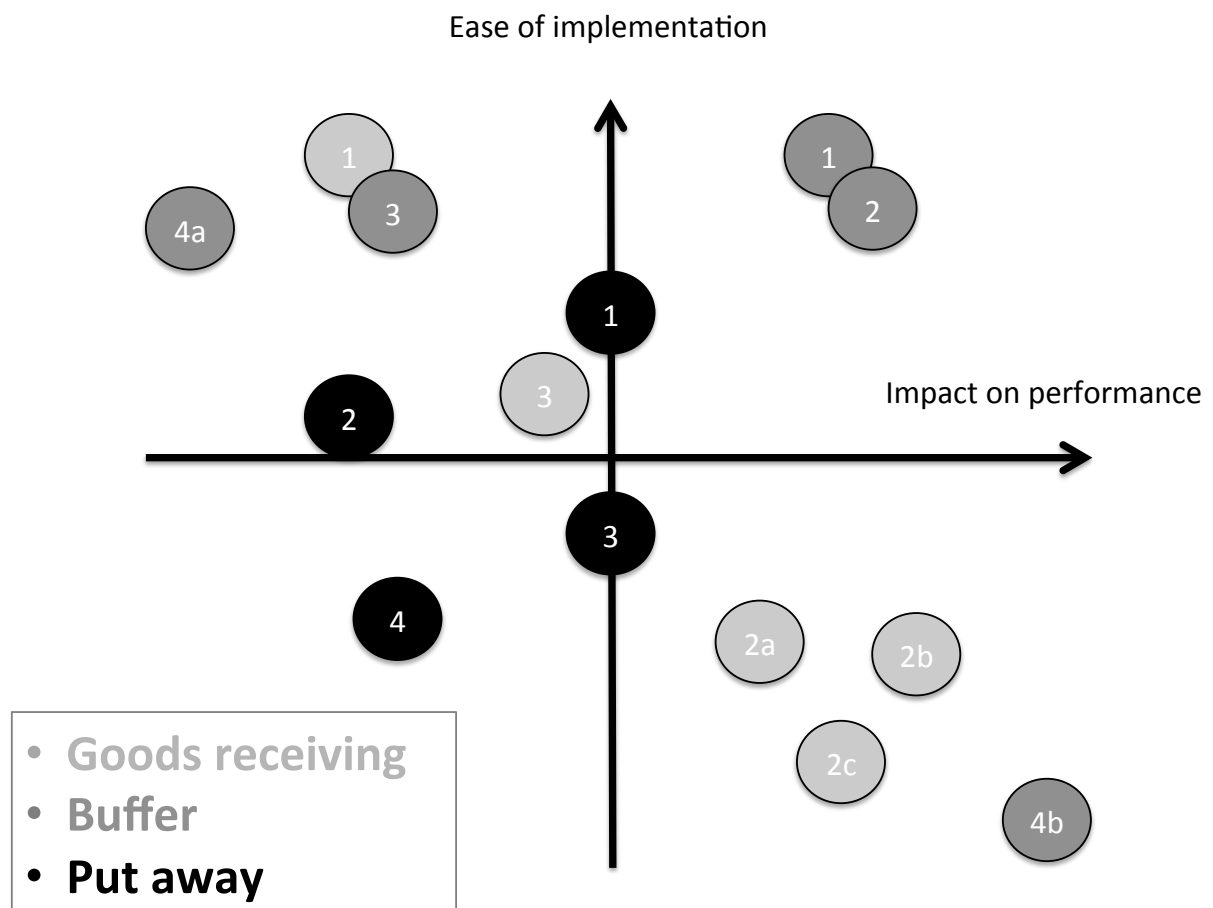 Ease of implementation
1
1
3
2
4a
1
3
Impact on performance
2
3
4
2a
2b
2c
4b
• Goods receiving
• Buffer
• Put away